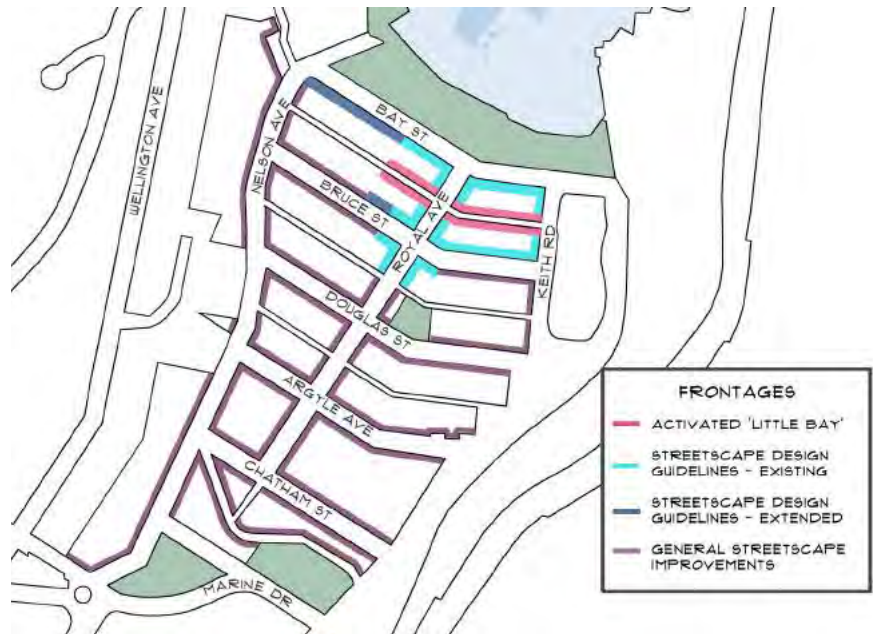 WELLINGTON AVE
NELSON AVE
BAY ST
BRUCE ST
ROYAL AVE
KEITH RD
DOUGLAS ST
ARGYLE AVE
CHATHAM ST
MARINE DR
FRONTAGES
ACTIVATED 'LITTLE BAY'
STREETSCAPE DESIGN
GUIDELINES - EXISTING
STREETSCAPE DESIGN
GUIDELINES - EXTENDED
GENERAL STREETSCAPE
IMPROVEMENTS